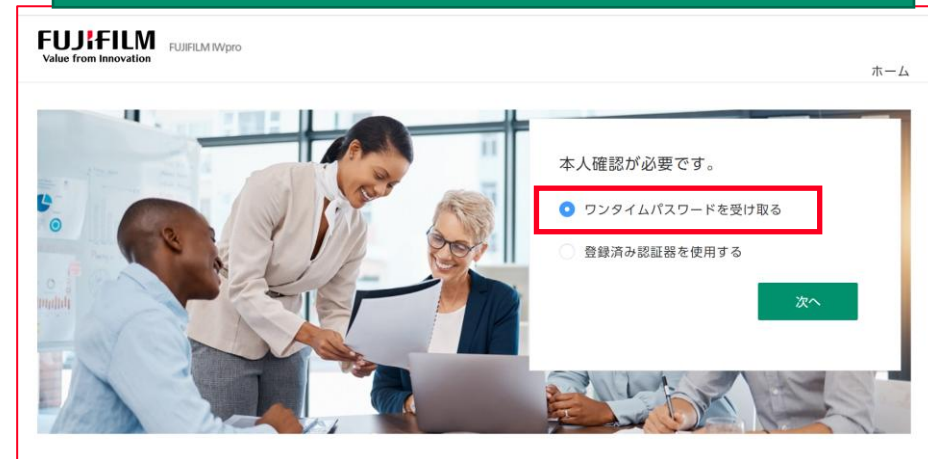 FUJIFILM
Value from Innovation
FUJIFILM IWpro
ホーム
本人確認が必要です。
ワンタイムパスワードを受け取る
登録済み認証器を使用する
次へ